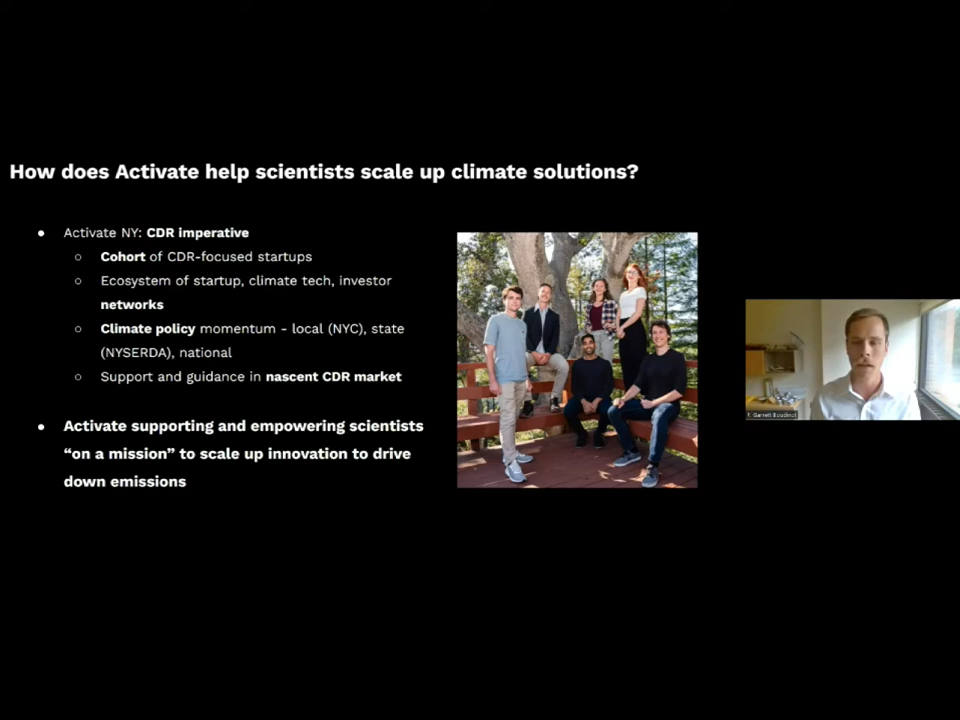 How does Activate help scientists scale up climate solutions?
● Activate NY: CDR imperative
○ Cohort of CDR-focused startups
○ Ecosystem of startup, climate tech, investor
networks
○ Climate policy momentum - local (NYC), state
(NYSERDA), national
○ Support and guidance in nascent CDR market
● Activate supporting and empowering scientists
“on a mission” to scale up innovation to drive
down emissions
Garrett Boudinot